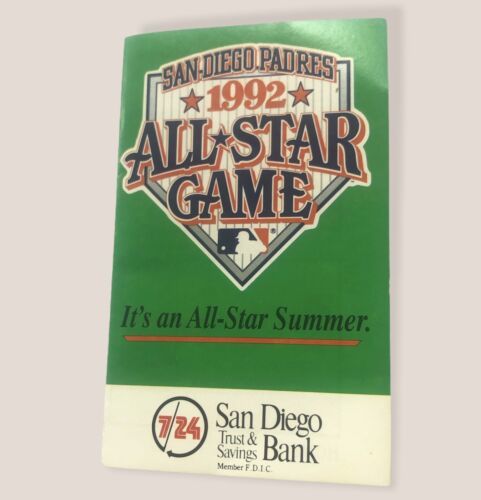 SAN·DIEGO PADRES
1992
ALL★STAR
GAME
®
It's an All-Star Summer.
7/24
San Diego
Trust &
Savings Bank
Member F.D.I.C.